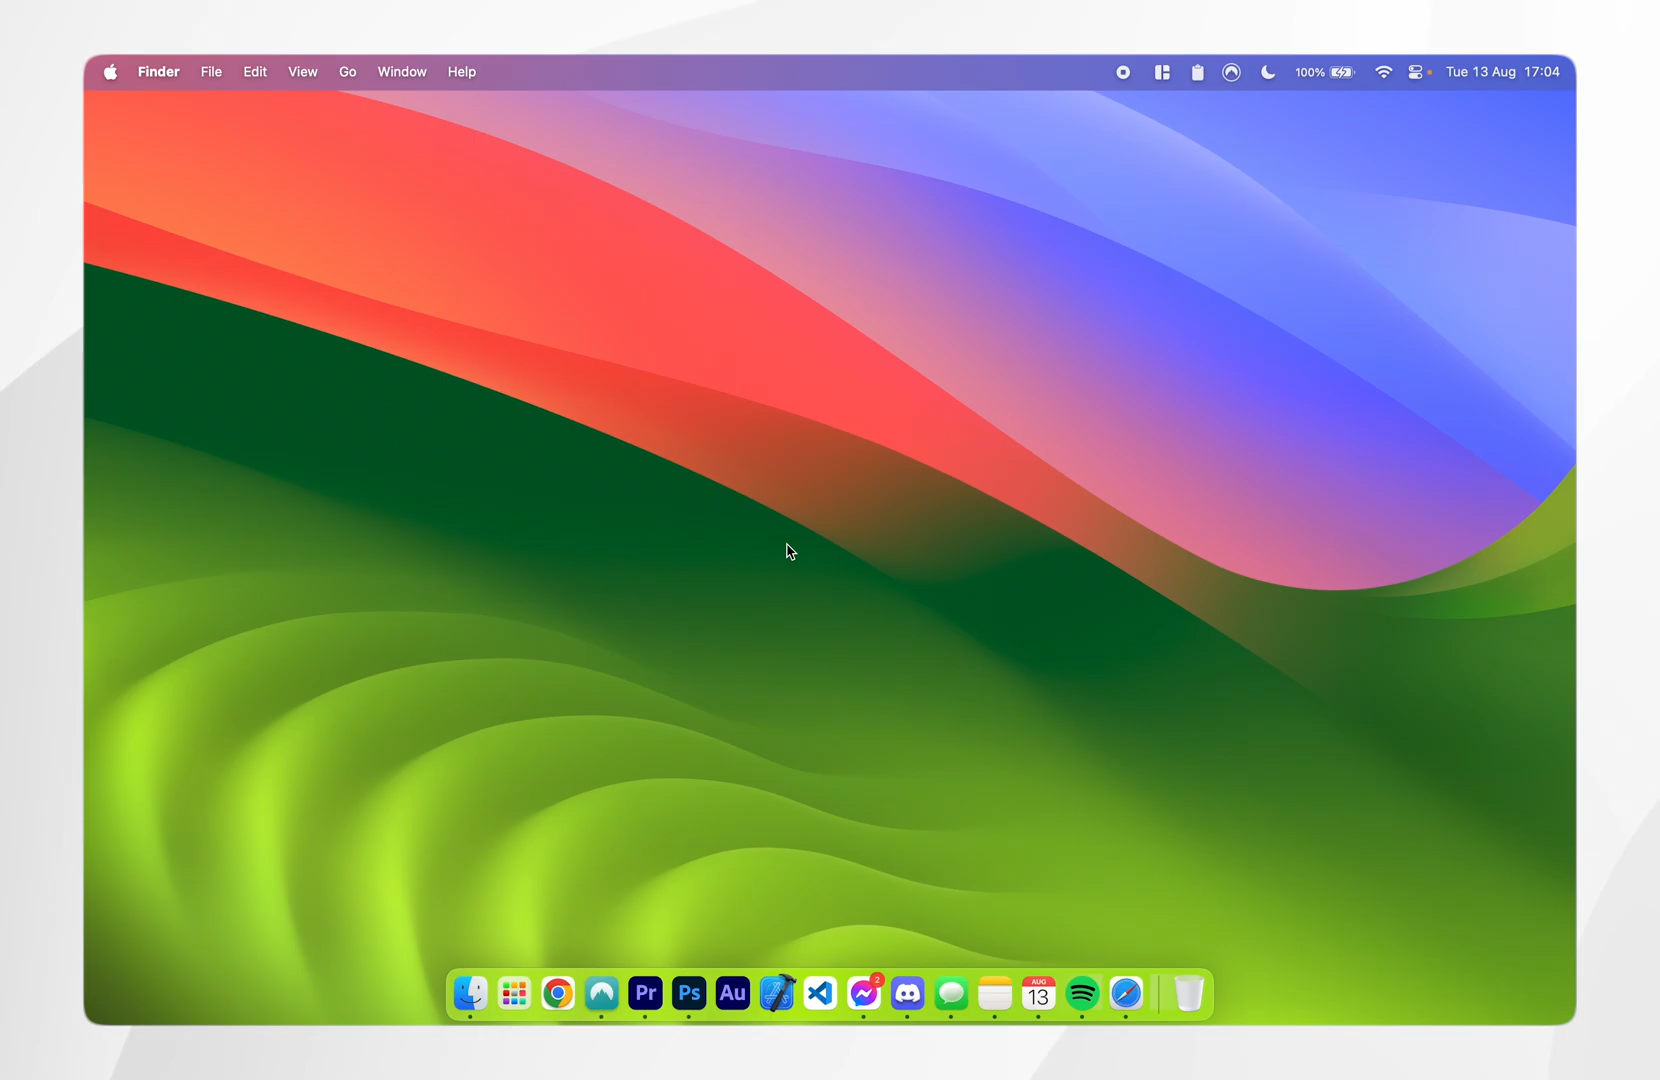 Finder File Edit View Go Window Help 100% Tue 13 Aug 17:04
Pr Ps Au 2 AUG 13